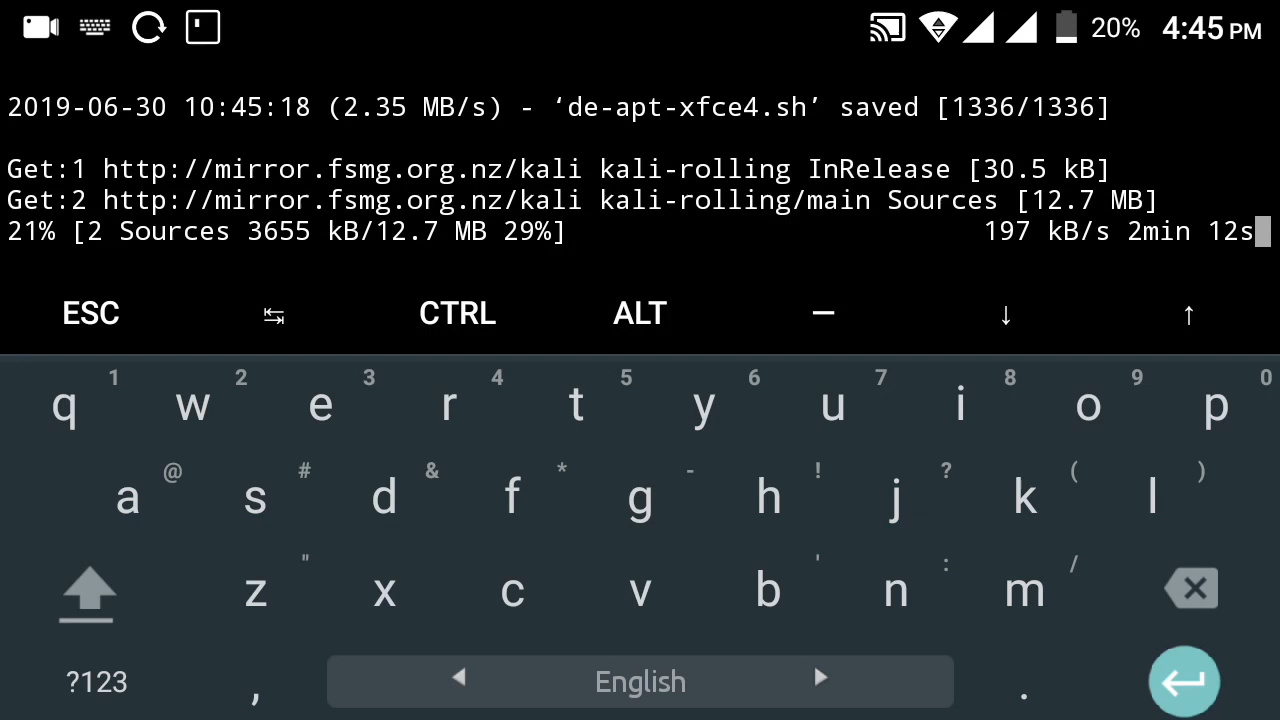 20% 4:45 PM
2019-06-30 10:45:18 (2.35 MB/s) - ‘de-apt-xfce4.sh’ saved [1336/1336]
Get:1 http://mirror.fsmg.org.nz/kali kali-rolling InRelease [30.5 kB]
Get:2 http://mirror.fsmg.org.nz/kali kali-rolling/main Sources [12.7 MB]
21% [2 Sources 3655 kB/12.7 MB 29%] 197 kB/s 2min 12s
ESC ↹ CTRL ALT — ↓ ↑
1 2 3 4 5 6 7 8 9 0
q w e r t y u i o p
@ # & * - ! ? ( )
a s d f g h j k l
" ' : /
z x c v b n m
?123 , English .